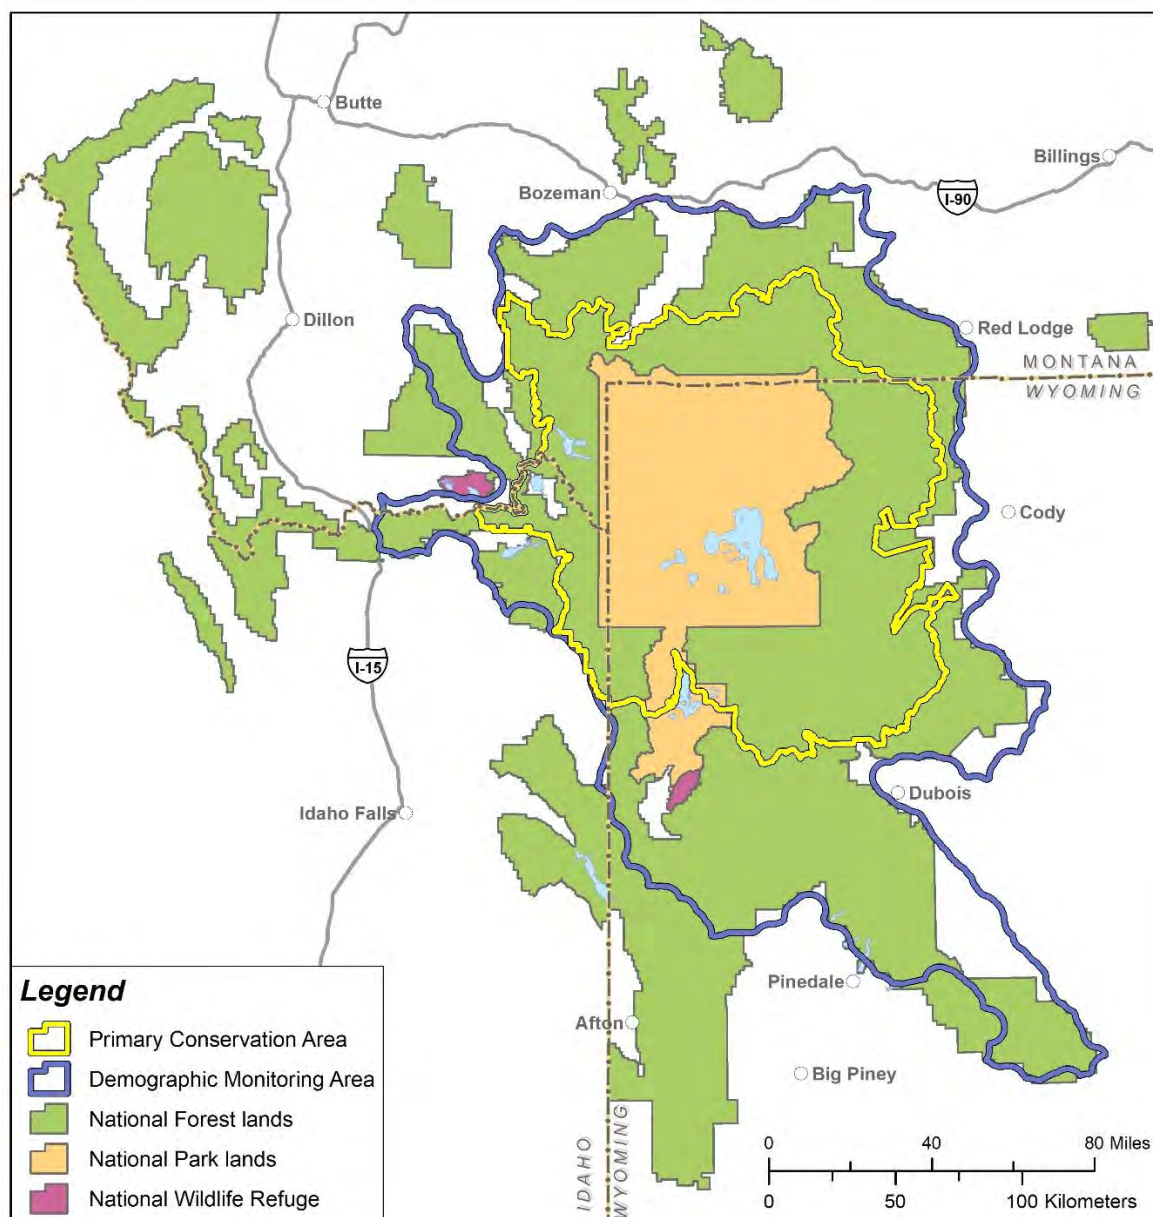 Butte
Billings
Bozeman
I-90
Dillon
Red Lodge
MONTANA
WYOMING
Cody
I-15
Idaho Falls
Dubois
Pinedale
Afton
Big Piney
IDAHO
WYOMING
Legend
Primary Conservation Area
Demographic Monitoring Area
National Forest lands
National Park lands
National Wildlife Refuge
0 40 80 Miles
0 50 100 Kilometers